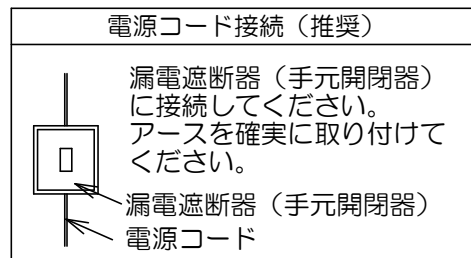 電源コード接続（推奨）
漏電遮断器（手元開閉器）
に接続してください。
アースを確実に取り付けて
ください。
漏電遮断器（手元開閉器）
電源コード